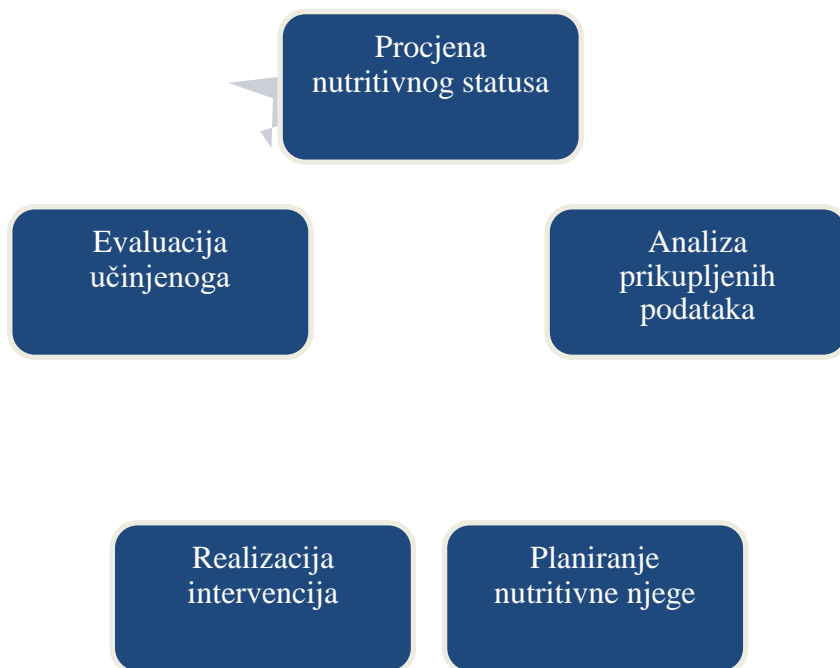 Procjena
nutritivnog statusa
Evaluacija
učinjenoga
Analiza
prikupljenih
podataka
Realizacija
intervencija
Planiranje
nutritivne njege